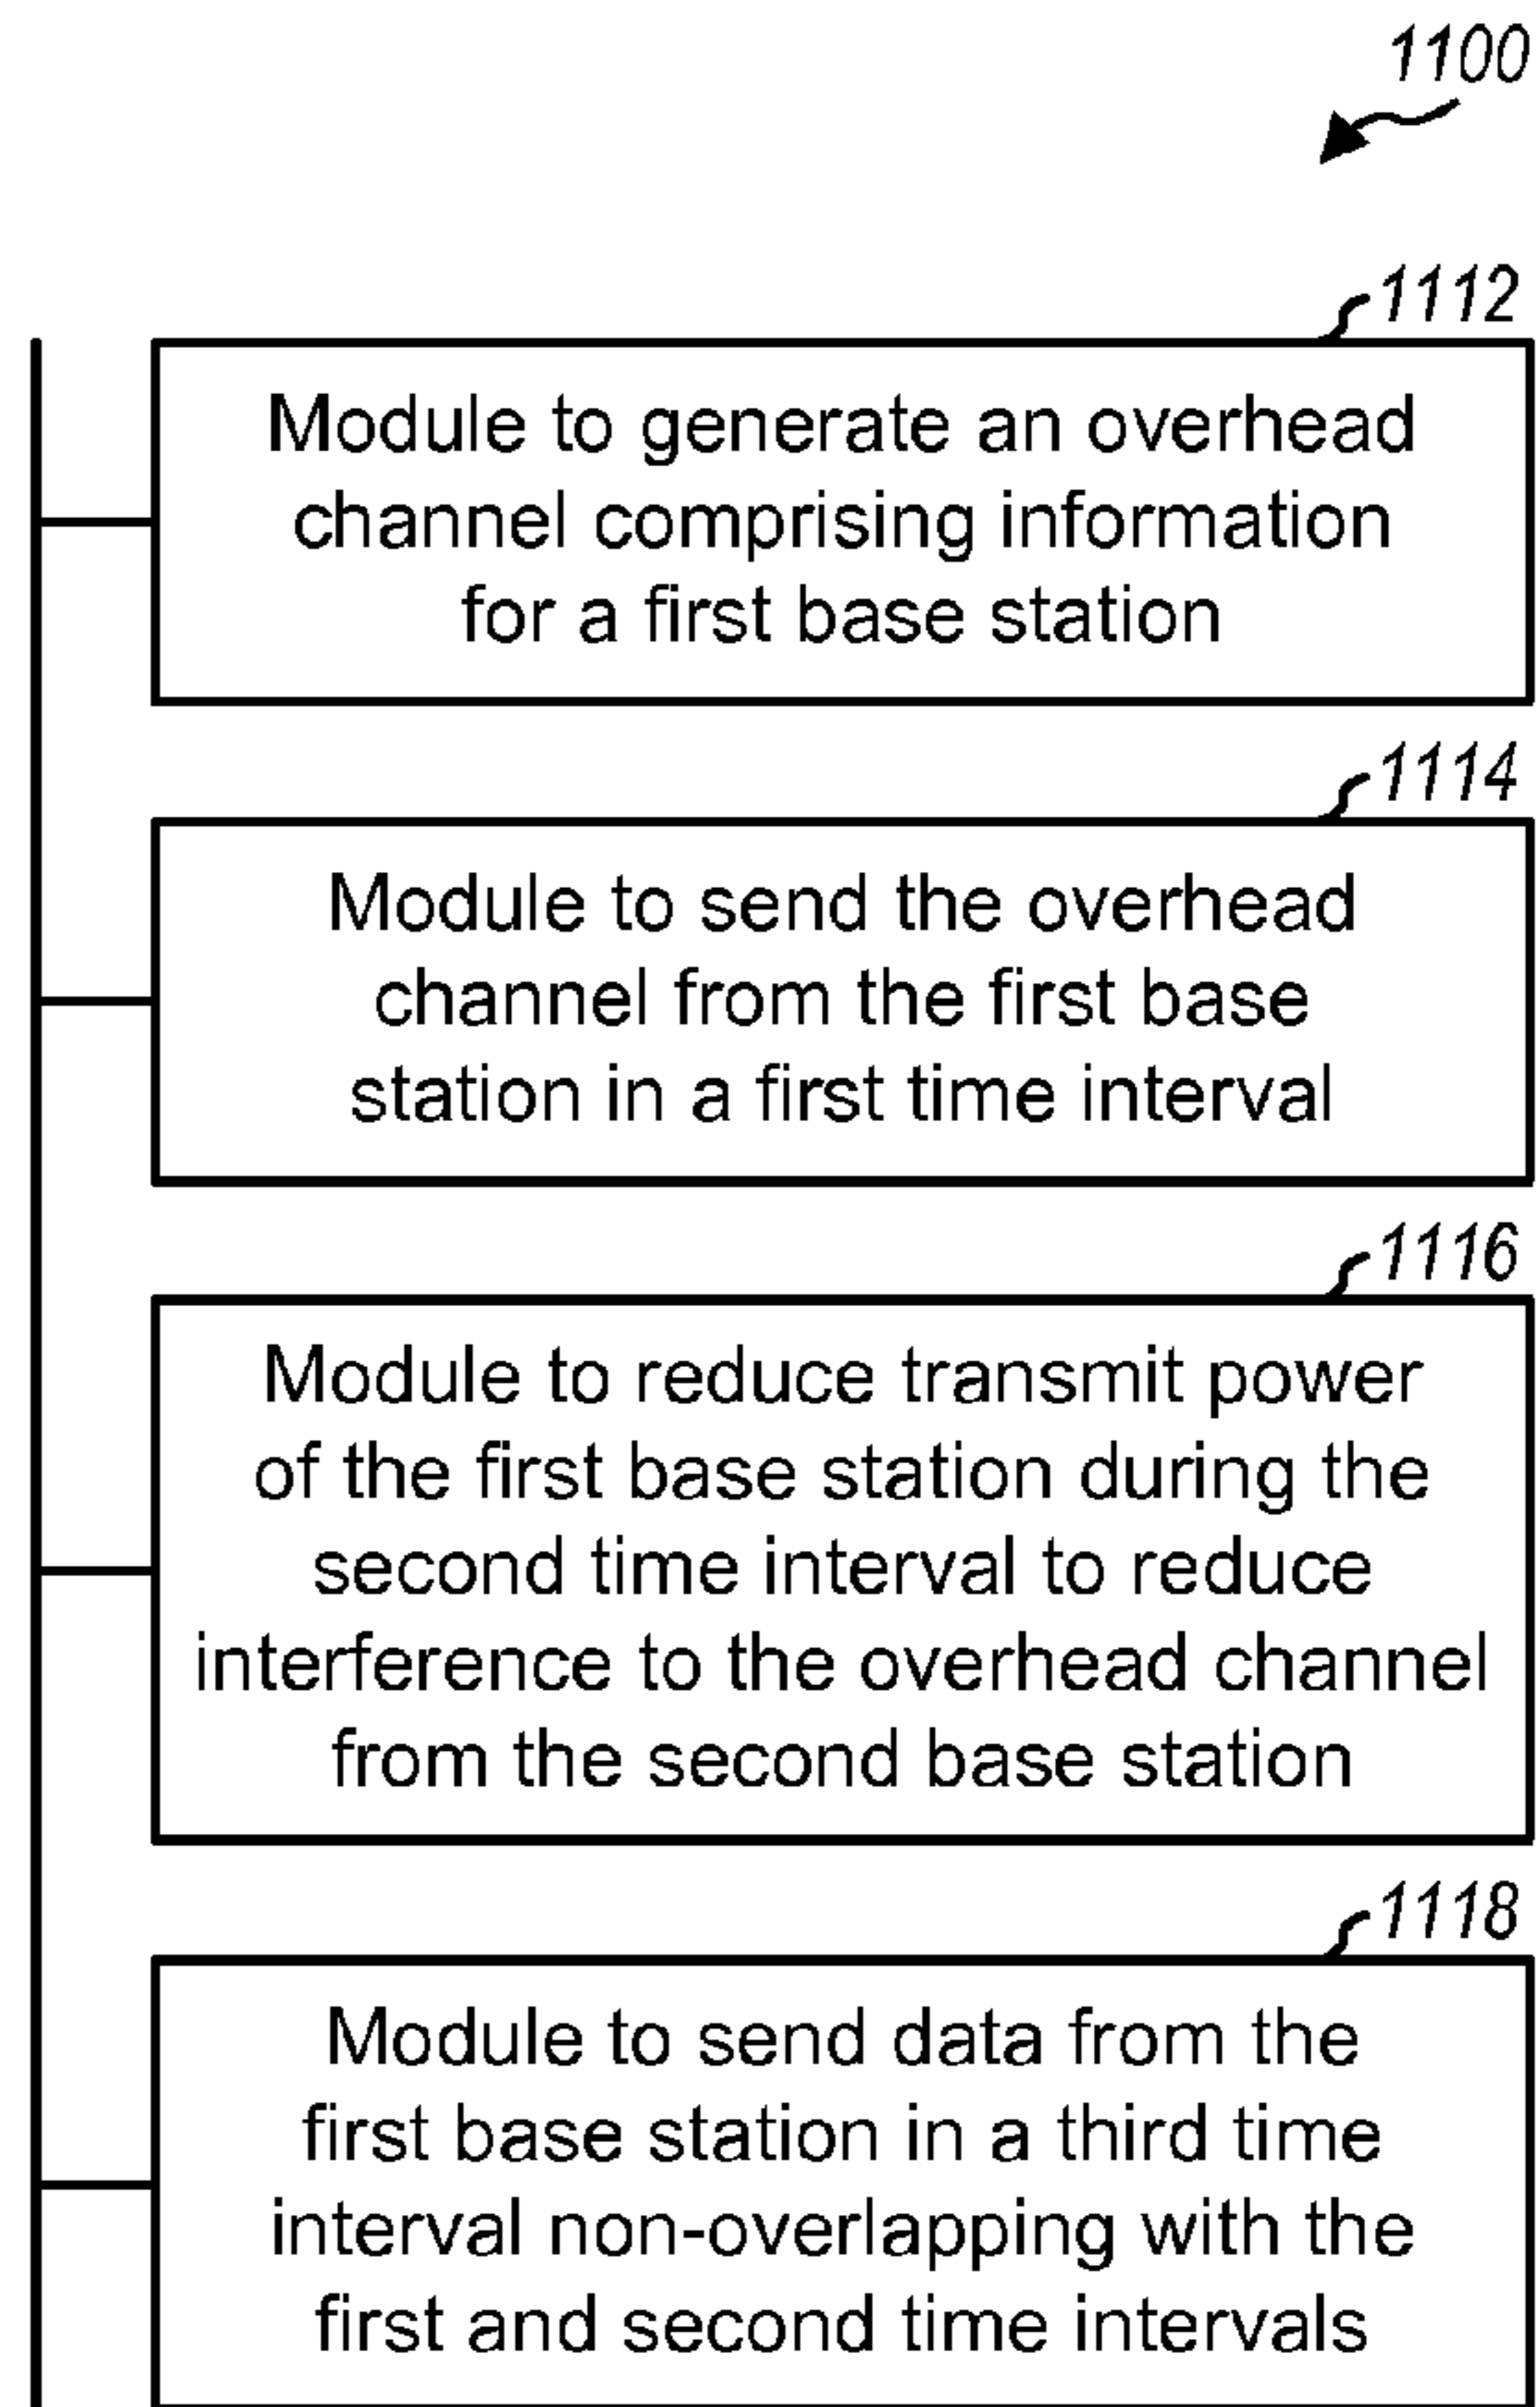 1100
1112
Module to generate an overhead
channel comprising information
for a first base station
1114
Module to send the overhead
channel from the first base
station in a first time interval
1116
Module to reduce transmit power
of the first base station during the
second time interval to reduce
interference to the overhead channel
from the second base station
1118
Module to send data from the
first base station in a third time
interval non-overlapping with the
first and second time intervals